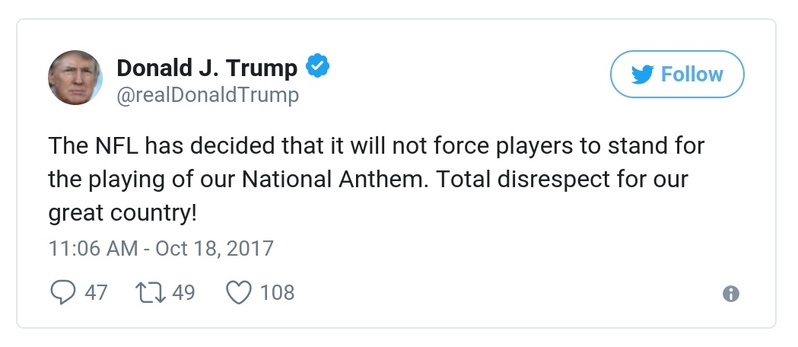 Donald J. Trump
@realDonaldTrump
Follow
The NFL has decided that it will not force players to stand for
the playing of our National Anthem. Total disrespect for our
great country!
11:06 AM - Oct 18, 2017
47 49 108